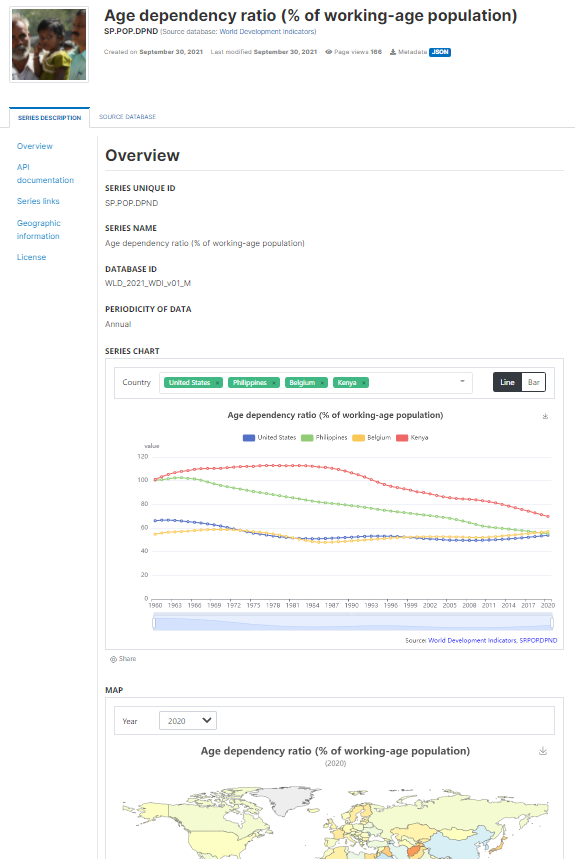 Age dependency ratio (% of working-age population)
SP.POP.DPND (Source database: World Development Indicators)
Created on September 30, 2021 Last modified September 30, 2021 Page views 166 Metadata JSON
SERIES DESCRIPTION SOURCE DATABASE
Overview
API
documentation
Series links
Geographic
information
License
Overview
SERIES UNIQUE ID
SP.POP.DPND
SERIES NAME
Age dependency ratio (% of working-age population)
DATABASE ID
WLD_2021_WDI_v01_M
PERIODICITY OF DATA
Annual
SERIES CHART
Country United States × Philippines × Belgium × Kenya × Line Bar
Age dependency ratio (% of working-age population)
United States Philippines Belgium Kenya
value
120
100
80
60
40
20
0
1960 1963 1966 1969 1972 1975 1978 1981 1984 1987 1990 1993 1996 1999 2002 2005 2008 2011 2014 2017 2020
Source: World Development Indicators, SP.POP.DPND
Share
MAP
Year 2020
Age dependency ratio (% of working-age population)
(2020)